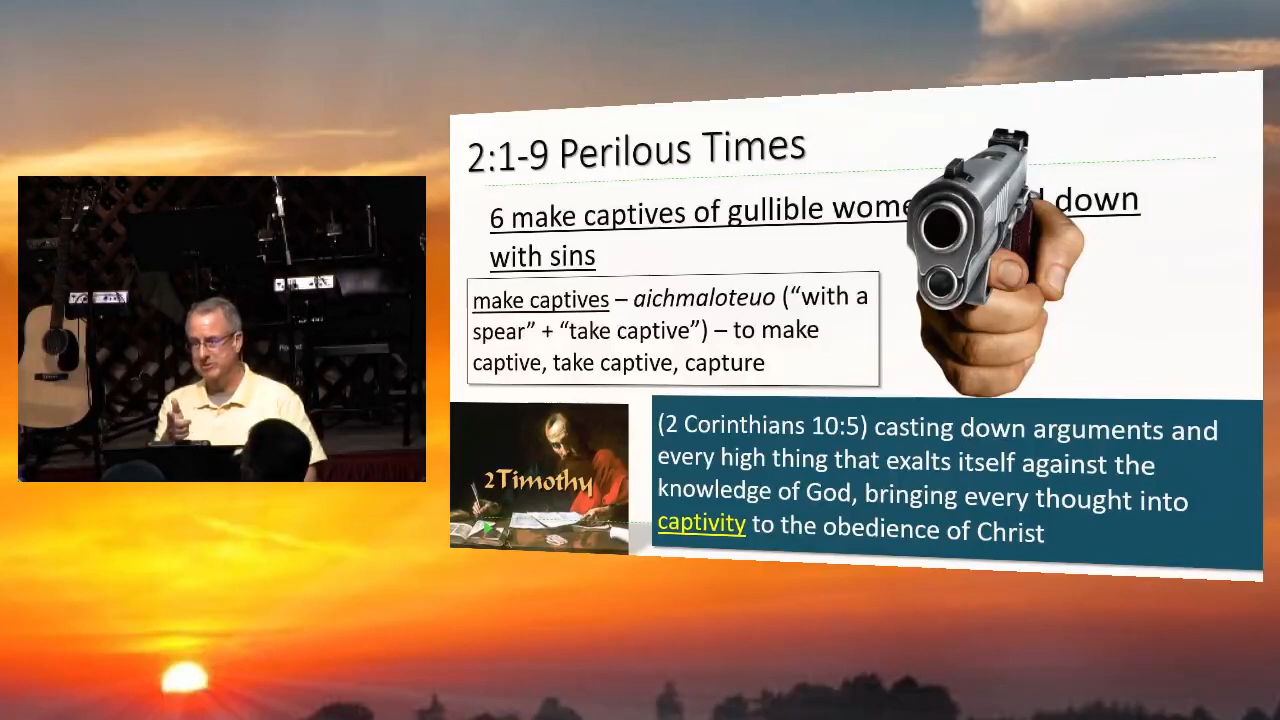 2:1-9 Perilous Times
6 make captives of gullible wome down
with sins
make captives – aichmaloteuo (“with a
spear” + “take captive”) – to make
captive, take captive, capture
2Timothy
(2 Corinthians 10:5) casting down arguments and
every high thing that exalts itself against the
knowledge of God, bringing every thought into
captivity to the obedience of Christ